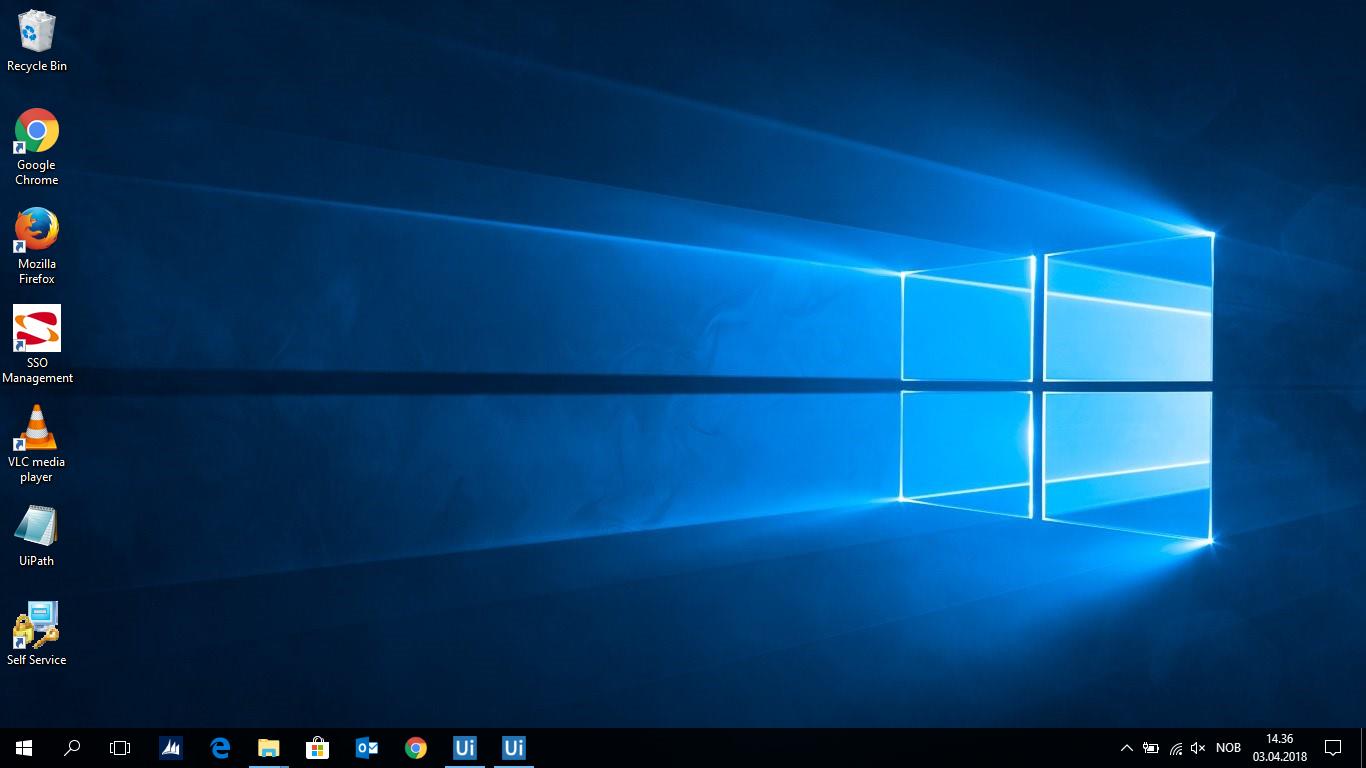 Recycle Bin
Google
Chrome
Mozilla
Firefox
SSO
Management
VLC media
player
UiPath
Self Service
Ui
Ui
NOB
14.36
03.04.2018